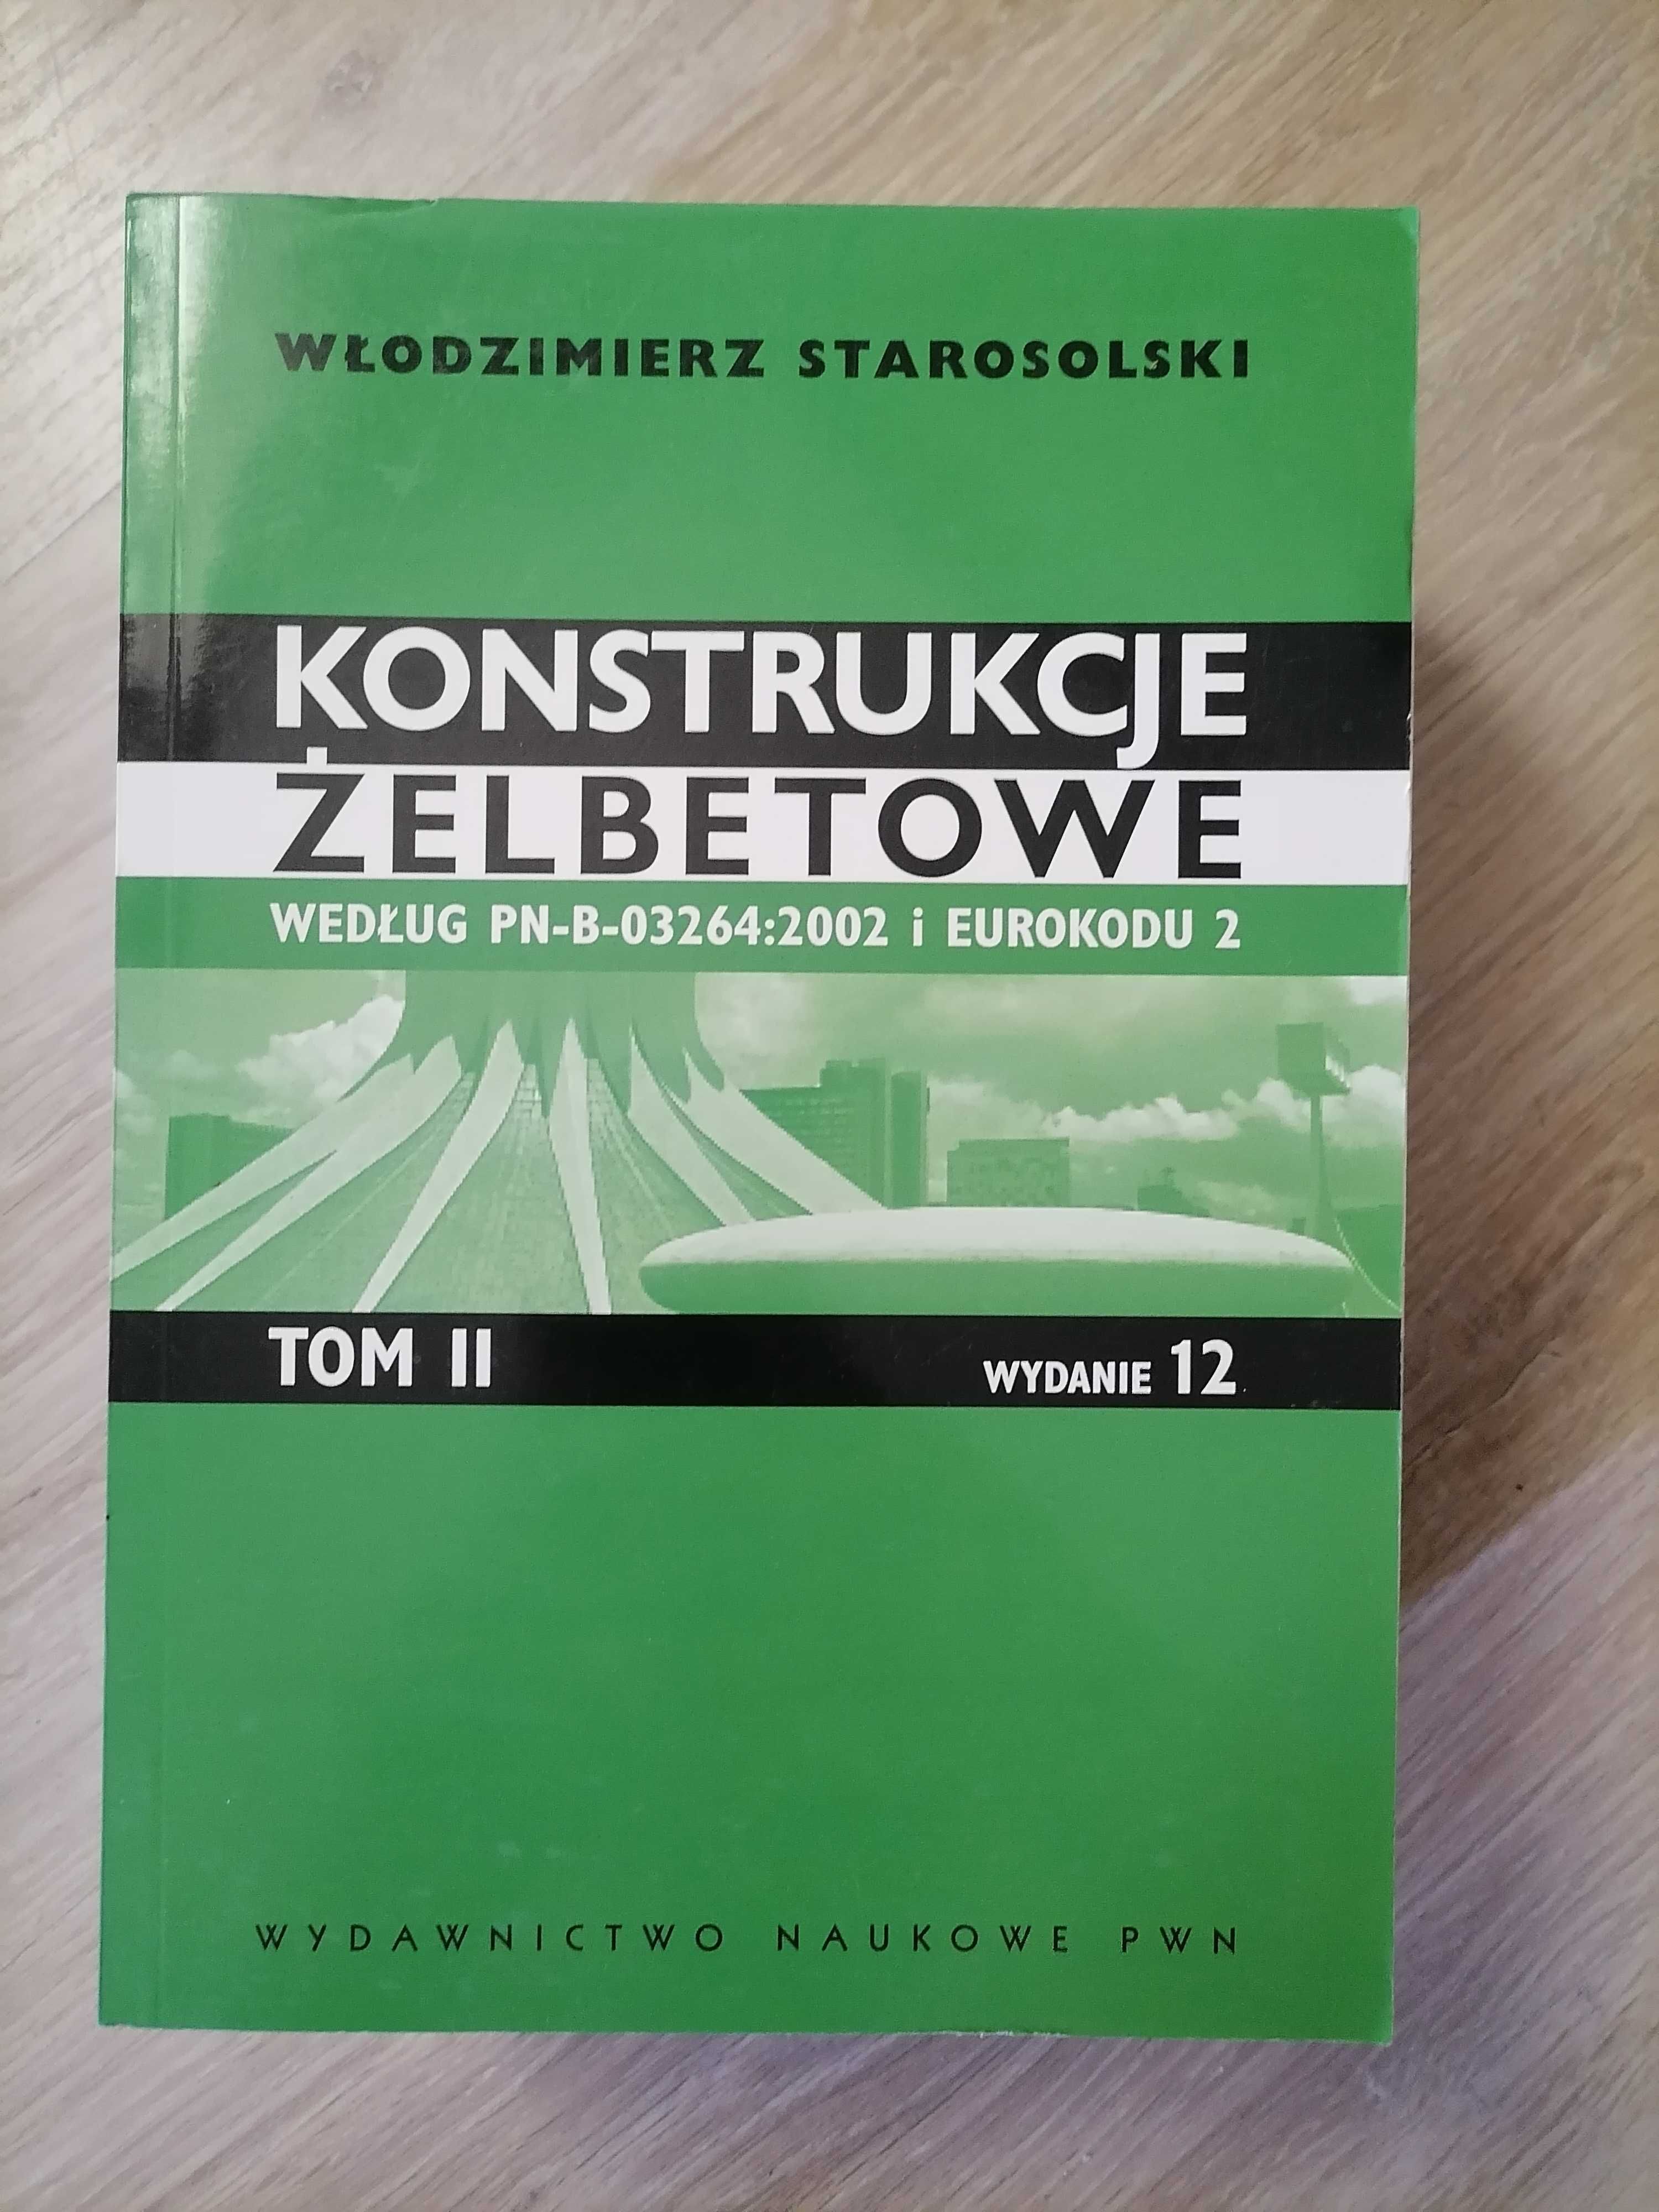 WŁODZIMIERZ STAROSOLSKI
KONSTRUKCJE
ŻELBETOWE
WEDŁUG PN-B-03264:2002 i EUROKODU 2
TOM II
WYDANIE 12
WYDAWNICTWO NAUKOWE PWN